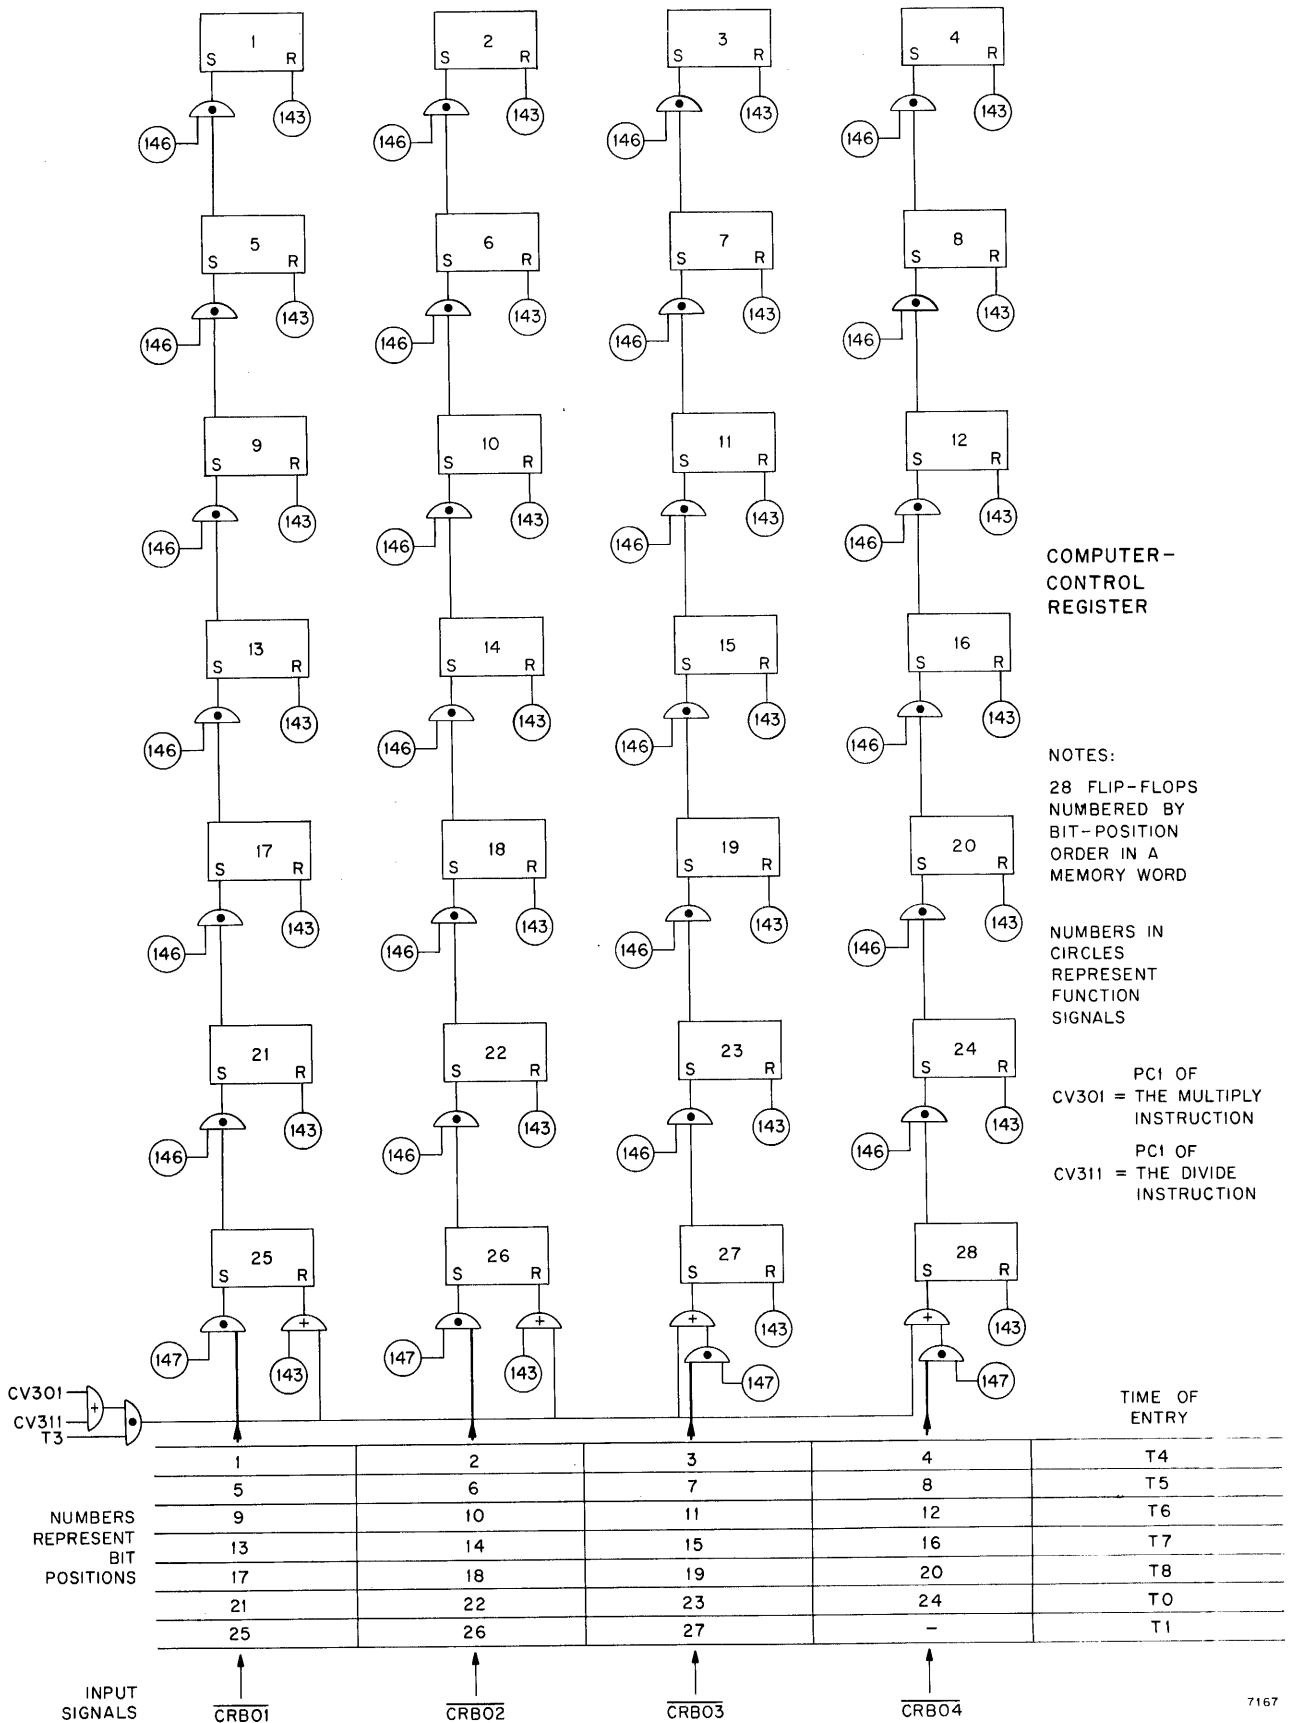 1 2 3 4
S R S R S R S R
146 143 146 143 146 143 146 143
5 6 7 8
S R S R S R S R
146 143 146 143 146 143 146 143
9 10 11 12
S R S R S R S R
146 143 146 143 146 143 146 143
13 14 15 16
S R S R S R S R
146 143 146 143 146 143 146 143
17 18 19 20
S R S R S R S R
146 143 146 143 146 143 146 143
21 22 23 24
S R S R S R S R
146 143 146 143 146 143 146 143
25 26 27 28
S R S R S R S R
+ + + +
147 143 147 143 147 143 147 143
COMPUTER-
CONTROL
REGISTER
NOTES:
28 FLIP-FLOPS
NUMBERED BY
BIT-POSITION
ORDER IN A
MEMORY WORD
NUMBERS IN
CIRCLES
REPRESENT
FUNCTION
SIGNALS
PC1 OF
CV301 = THE MULTIPLY
INSTRUCTION
PC1 OF
CV311 = THE DIVIDE
INSTRUCTION
CV301
+
CV311
T3
TIME OF
ENTRY
1 2 3 4 T4
5 6 7 8 T5
9 10 11 12 T6
13 14 15 16 T7
17 18 19 20 T8
21 22 23 24 T0
25 26 27 – T1
NUMBERS
REPRESENT
BIT
POSITIONS
INPUT
SIGNALS
CRB01 CRB02 CRB03 CRB04
7167